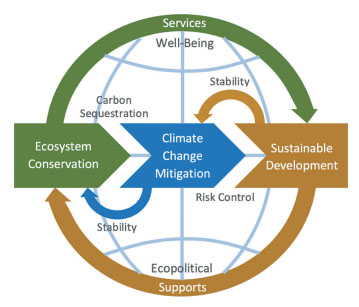 Services
Well-Being
Stability
Carbon
Sequestration
Ecosystem
Conservation
Climate
Change
Mitigation
Sustainable
Development
Risk Control
Stability
Ecopolitical
Supports